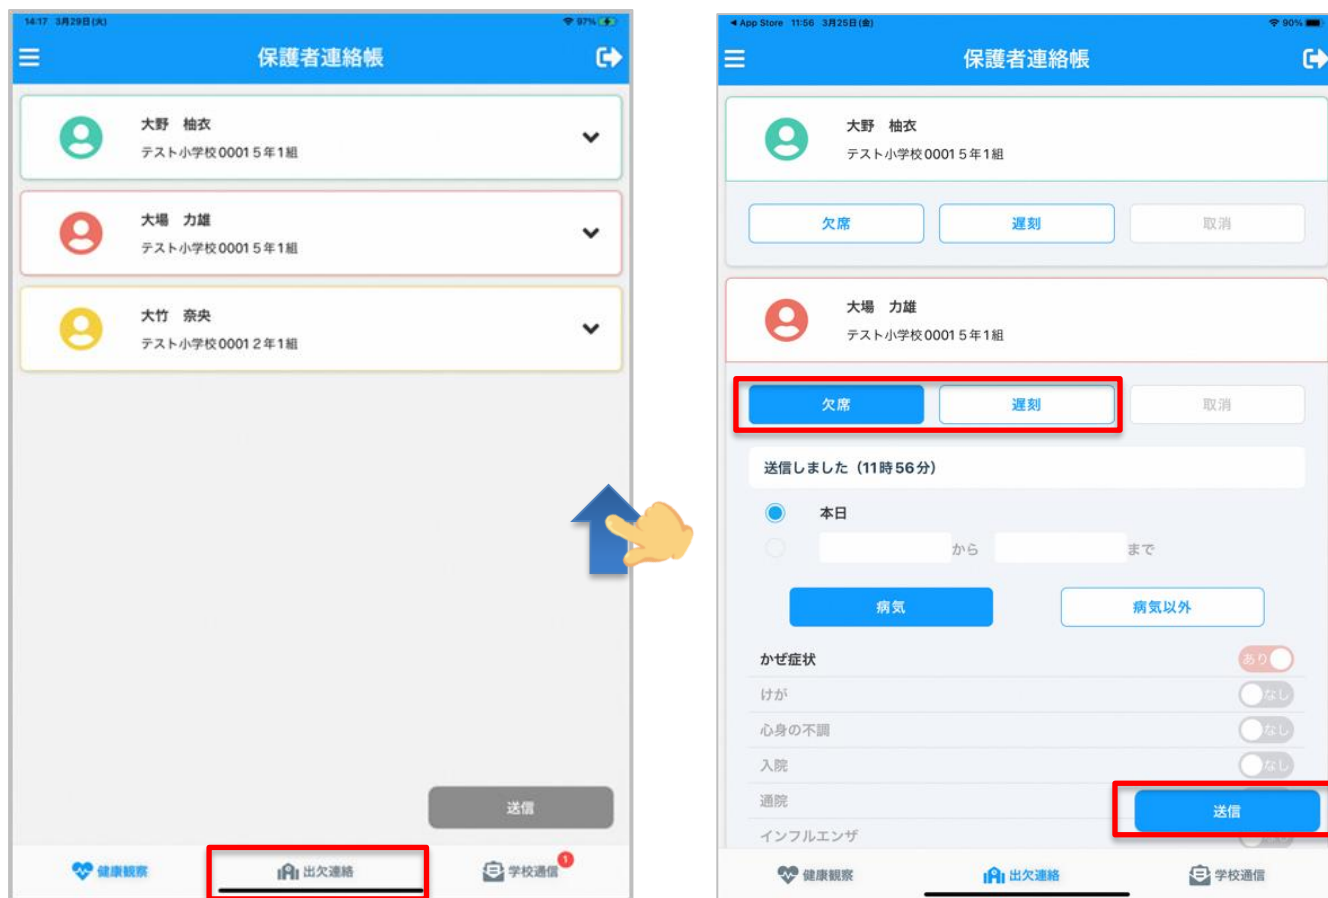 14:17 3月29日(火)
97%
保護者連絡帳
大野 柚衣
テスト小学校0001 5年1組
大場 力雄
テスト小学校0001 5年1組
大竹 奈央
テスト小学校0001 2年1組
送信
健康観察
出欠連絡
学校通信
1
App Store 11:56 3月25日(金)
90%
保護者連絡帳
大野 柚衣
テスト小学校0001 5年1組
欠席 遅刻 取消
大場 力雄
テスト小学校0001 5年1組
欠席 遅刻 取消
送信しました（11時56分）
本日
から まで
病気 病気以外
かぜ症状 あり
けが なし
心身の不調 なし
入院 なし
通院
送信
インフルエンザ
健康観察
出欠連絡
学校通信